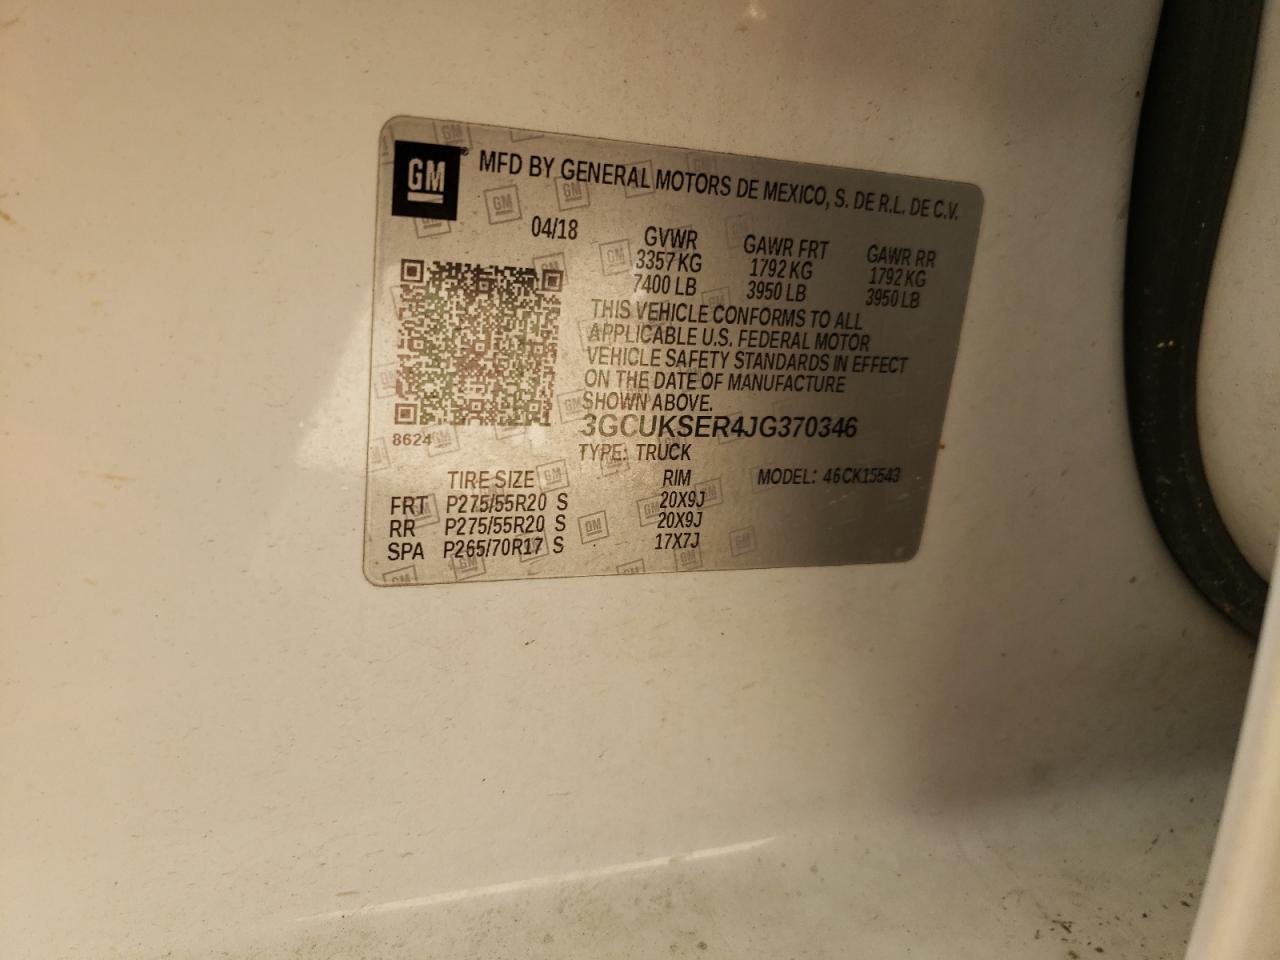 GM® MFD BY GENERAL MOTORS DE MEXICO, S. DE R.L. DE C.V.
04/18 GVWR GAWR FRT GAWR RR
3357 KG 1792 KG 1792 KG
7400 LB 3950 LB 3950 LB
THIS VEHICLE CONFORMS TO ALL
APPLICABLE U.S. FEDERAL MOTOR
VEHICLE SAFETY STANDARDS IN EFFECT
ON THE DATE OF MANUFACTURE
SHOWN ABOVE.
8624 3GCUKSER4JG370346
TYPE: TRUCK
TIRE SIZE RIM MODEL: 46CK15543
FRT P275/55R20 S 20X9J
RR P275/55R20 S 20X9J
SPA P265/70R17 S 17X7J